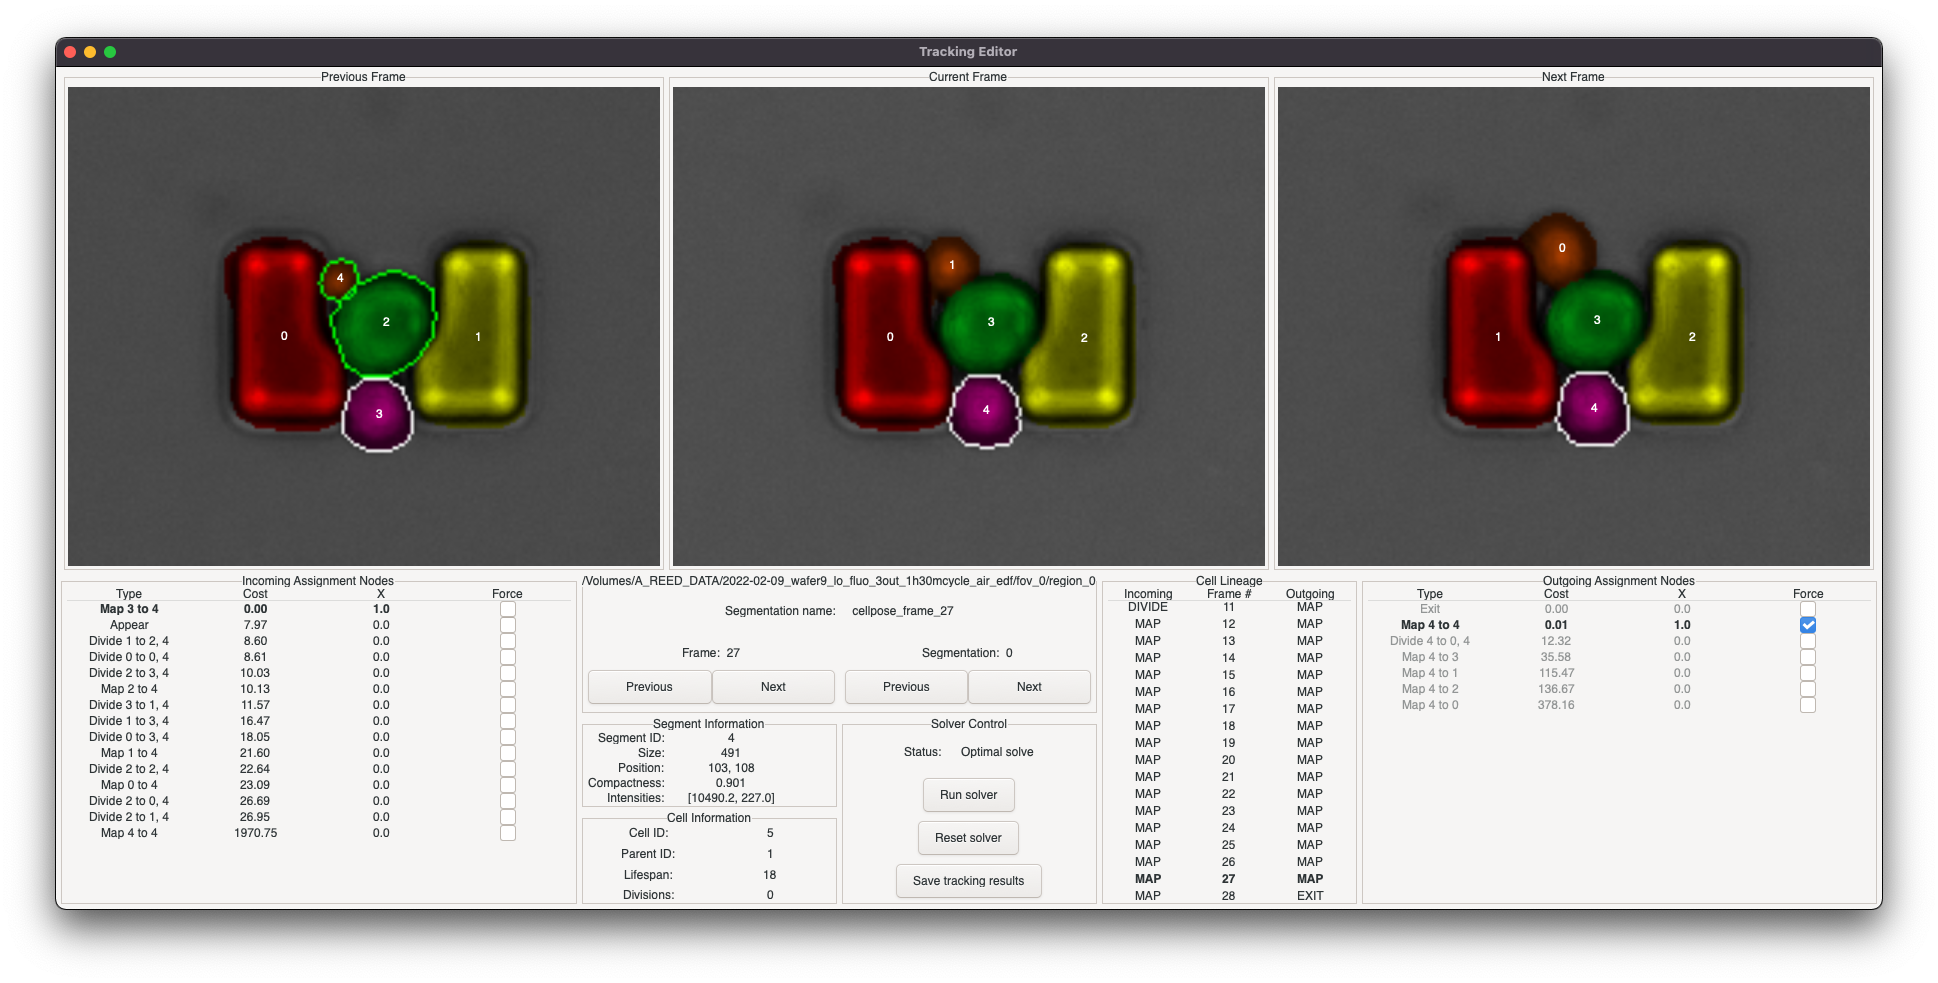 Tracking Editor
Previous Frame
Current Frame
Next Frame
4
2
0
1
3
1
3
0
2
4
0
3
1
2
4
Incoming Assignment Nodes
Type Cost X Force
Map 3 to 4 0.00 1.0
Appear 7.97 0.0
Divide 1 to 2, 4 8.60 0.0
Divide 0 to 0, 4 8.61 0.0
Divide 2 to 3, 4 10.03 0.0
Map 2 to 4 10.13 0.0
Divide 3 to 1, 4 11.57 0.0
Divide 1 to 3, 4 16.47 0.0
Divide 0 to 3, 4 18.05 0.0
Map 1 to 4 21.60 0.0
Divide 2 to 2, 4 22.64 0.0
Map 0 to 4 23.09 0.0
Divide 2 to 0, 4 26.69 0.0
Divide 2 to 1, 4 26.95 0.0
Map 4 to 4 1970.75 0.0
/Volumes/A_REED_DATA/2022-02-09_wafer9_lo_fluo_3out_1h30mcycle_air_edf/fov_0/region_0
Segmentation name: cellpose_frame_27
Frame: 27
Segmentation: 0
Previous
Next
Previous
Next
Segment Information
Segment ID: 4
Size: 491
Position: 103, 108
Compactness: 0.901
Intensities: [10490.2, 227.0]
Cell Information
Cell ID: 5
Parent ID: 1
Lifespan: 18
Divisions: 0
Solver Control
Status: Optimal solve
Run solver
Reset solver
Save tracking results
Cell Lineage
Incoming Frame # Outgoing
DIVIDE 11 MAP
MAP 12 MAP
MAP 13 MAP
MAP 14 MAP
MAP 15 MAP
MAP 16 MAP
MAP 17 MAP
MAP 18 MAP
MAP 19 MAP
MAP 20 MAP
MAP 21 MAP
MAP 22 MAP
MAP 23 MAP
MAP 24 MAP
MAP 25 MAP
MAP 26 MAP
MAP 27 MAP
MAP 28 EXIT
Outgoing Assignment Nodes
Type Cost X Force
Exit 0.00 0.0
Map 4 to 4 0.01 1.0
Divide 4 to 0, 4 12.32 0.0
Map 4 to 3 35.58 0.0
Map 4 to 1 115.47 0.0
Map 4 to 2 136.67 0.0
Map 4 to 0 378.16 0.0